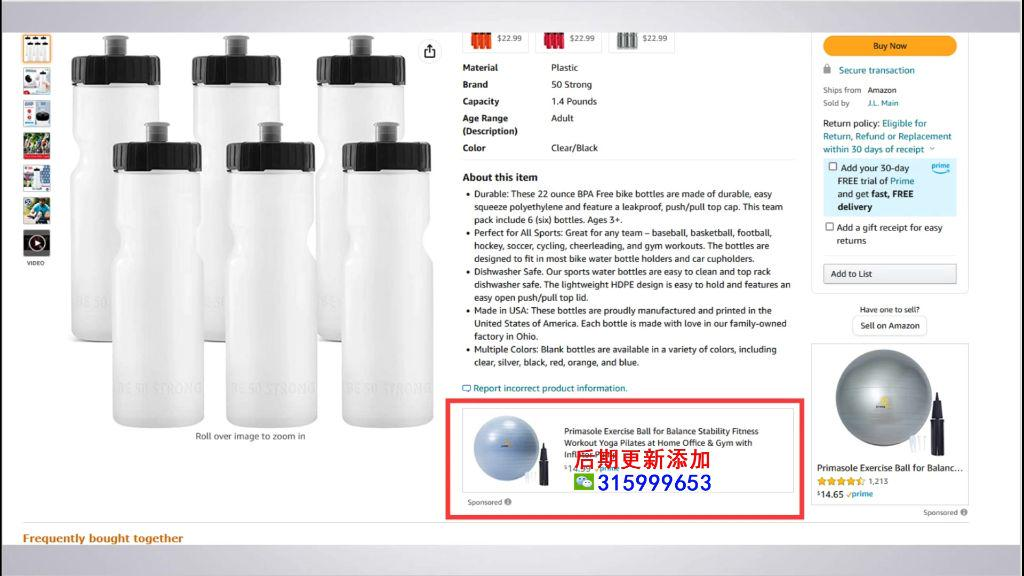 $22.99
$22.99
$22.99
Material Plastic
Brand 50 Strong
Capacity 1.4 Pounds
Age Range
(Description) Adult
Color Clear/Black
About this item
• Durable: These 22 ounce BPA Free bike bottles are made of durable, easy
squeeze polyethylene and feature a leakproof, push/pull top cap. This team
pack include 6 (six) bottles. Ages 3+.
• Perfect for All Sports: Great for any team – baseball, basketball, football,
hockey, soccer, cycling, cheerleading, and gym workouts. The bottles are
designed to fit in most bike water bottle holders and car cupholders.
• Dishwasher Safe. Our sports water bottles are easy to clean and top rack
dishwasher safe. The lightweight HDPE design is easy to hold and features an
easy open push/pull top lid.
• Made in USA: These bottles are proudly manufactured and printed in the
United States of America. Each bottle is made with love in our family-owned
factory in Ohio.
• Multiple Colors: Blank bottles are available in a variety of colors, including
clear, silver, black, red, orange, and blue.
Report incorrect product information.
Primasole Exercise Ball for Balance Stability Fitness
Workout Yoga Pilates at Home Office & Gym with
后期更新添加
315999653
Sponsored
VIDEO
BE 50 STRONG
BE 50 STRONG
BE 50 STRONG
Roll over image to zoom in
Buy Now
Secure transaction
Ships from Amazon
Sold by J.L. Main
Return policy: Eligible for
Return, Refund or Replacement
within 30 days of receipt
Add your 30-day
FREE trial of Prime
and get fast, FREE
delivery
prime
Add a gift receipt for easy
returns
Add to List
Have one to sell?
Sell on Amazon
Primasole Exercise Ball for Balanc...
1,213
$14.65 prime
Sponsored
Frequently bought together